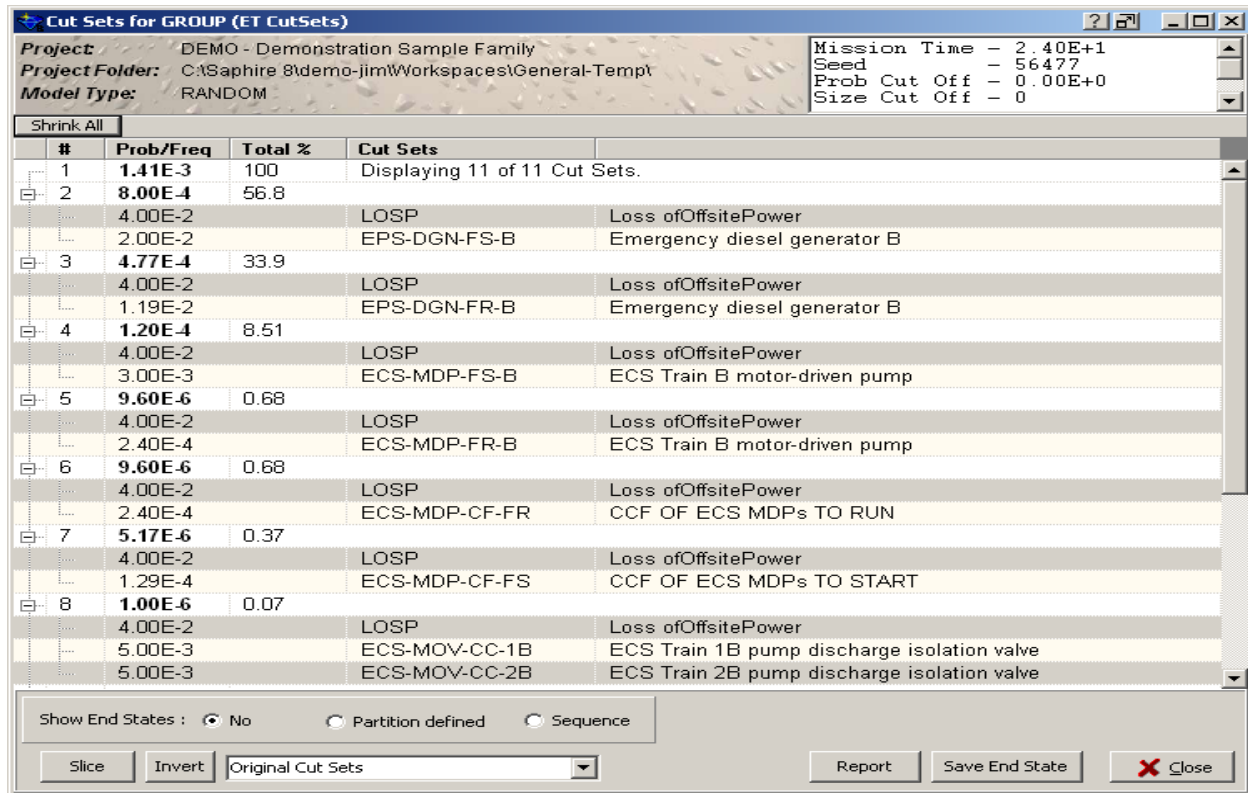 Cut Sets for GROUP (ET CutSets)
Project: DEMO - Demonstration Sample Family
Project Folder: C:\Saphire 8\demo-jim\Workspaces\General-Temp\
Model Type: RANDOM
Mission Time – 2.40E+1
Seed – 56477
Prob Cut Off – 0.00E+0
Size Cut Off – 0
Shrink All
# Prob/Freq Total % Cut Sets
1 1.41E-3 100 Displaying 11 of 11 Cut Sets.
2 8.00E-4 56.8
4.00E-2 LOSP Loss ofOffsitePower
2.00E-2 EPS-DGN-FS-B Emergency diesel generator B
3 4.77E-4 33.9
4.00E-2 LOSP Loss ofOffsitePower
1.19E-2 EPS-DGN-FR-B Emergency diesel generator B
4 1.20E-4 8.51
4.00E-2 LOSP Loss ofOffsitePower
3.00E-3 ECS-MDP-FS-B ECS Train B motor-driven pump
5 9.60E-6 0.68
4.00E-2 LOSP Loss ofOffsitePower
2.40E-4 ECS-MDP-FR-B ECS Train B motor-driven pump
6 9.60E-6 0.68
4.00E-2 LOSP Loss ofOffsitePower
2.40E-4 ECS-MDP-CF-FR CCF OF ECS MDPs TO RUN
7 5.17E-6 0.37
4.00E-2 LOSP Loss ofOffsitePower
1.29E-4 ECS-MDP-CF-FS CCF OF ECS MDPs TO START
8 1.00E-6 0.07
4.00E-2 LOSP Loss ofOffsitePower
5.00E-3 ECS-MOV-CC-1B ECS Train 1B pump discharge isolation valve
5.00E-3 ECS-MOV-CC-2B ECS Train 2B pump discharge isolation valve
Show End States : No Partition defined Sequence
Slice Invert Original Cut Sets Report Save End State Close